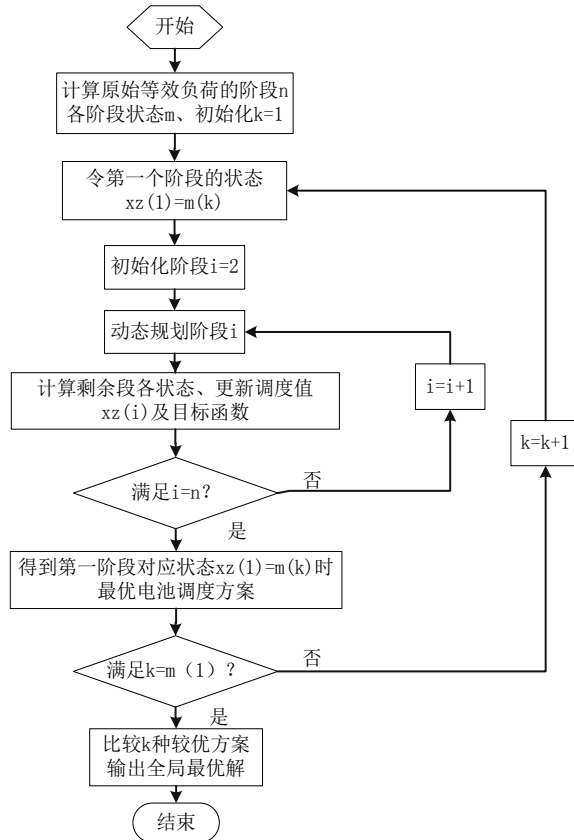 开始
计算原始等效负荷的阶段n
各阶段状态m、初始化k=1
令第一个阶段的状态
xz(1)=m(k)
初始化阶段i=2
动态规划阶段i
计算剩余段各状态、更新调度值
xz(i)及目标函数
i=i+1
k=k+1
满足i=n?
否
是
得到第一阶段对应状态xz(1)=m(k)时
最优电池调度方案
满足k=m（1）?
否
是
比较k种较优方案
输出全局最优解
结束